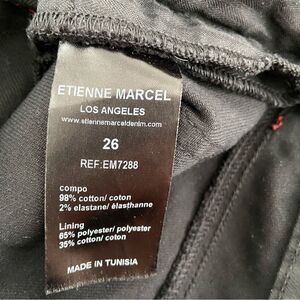 ETIENNE MARCEL
LOS ANGELES
www.etiennemarceldenim.com
26
REF:EM7288
compo
98% cotton/ coton
2% elastane/ élasthanne
Lining
65% polyester/ polyester
35% cotton/ coton
MADE IN TUNISIA